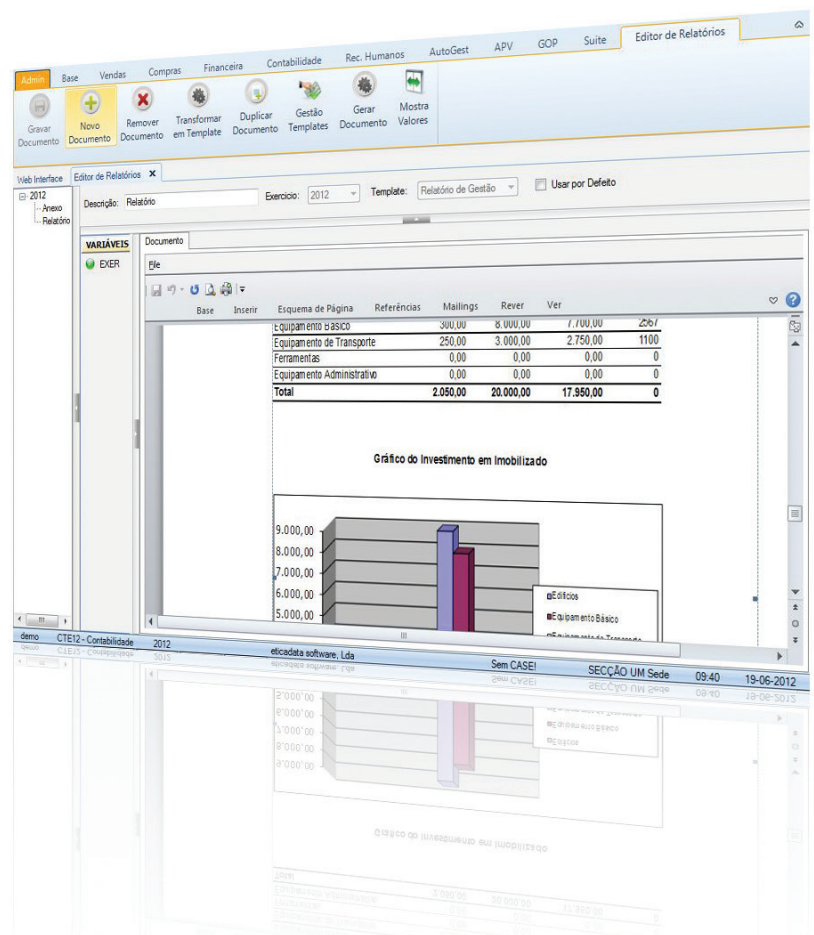 Admin Base Vendas Compras Financeira Contabilidade Rec. Humanos AutoGest APV GOP Suite Editor de Relatórios
Gravar Documento
Novo Documento
Remover Documento
Transformar em Template
Duplicar Documento
Gestão Templates
Gerar Documento
Mostra Valores
Web Interface Editor de Relatórios X
2012
Anexo
Relatório
Descrição: Relatório Exercício: 2012 Template: Relatório de Gestão Usar por Defeito
VARIÁVEIS
EXER
Documento
File
Base Inserir Esquema de Página Referências Mailings Rever Ver
Equipamento Básico 300,00 8.000,00 7.700,00 2567
Equipamento de Transporte 250,00 3.000,00 2.750,00 1100
Ferramentas 0,00 0,00 0,00 0
Equipamento Administrativo 0,00 0,00 0,00 0
Total 2.050,00 20.000,00 17.950,00 0
Gráfico do Investimento em Imobilizado
9.000,00
8.000,00
7.000,00
6.000,00
5.000,00
Edifícios
Equipamento Básico
Equipamento de Transporte
demo CTE12 - Contabilidade 2012 eticadata software, Lda Sem CASE! SECÇÃO UM Sede 09:40 19-06-2012